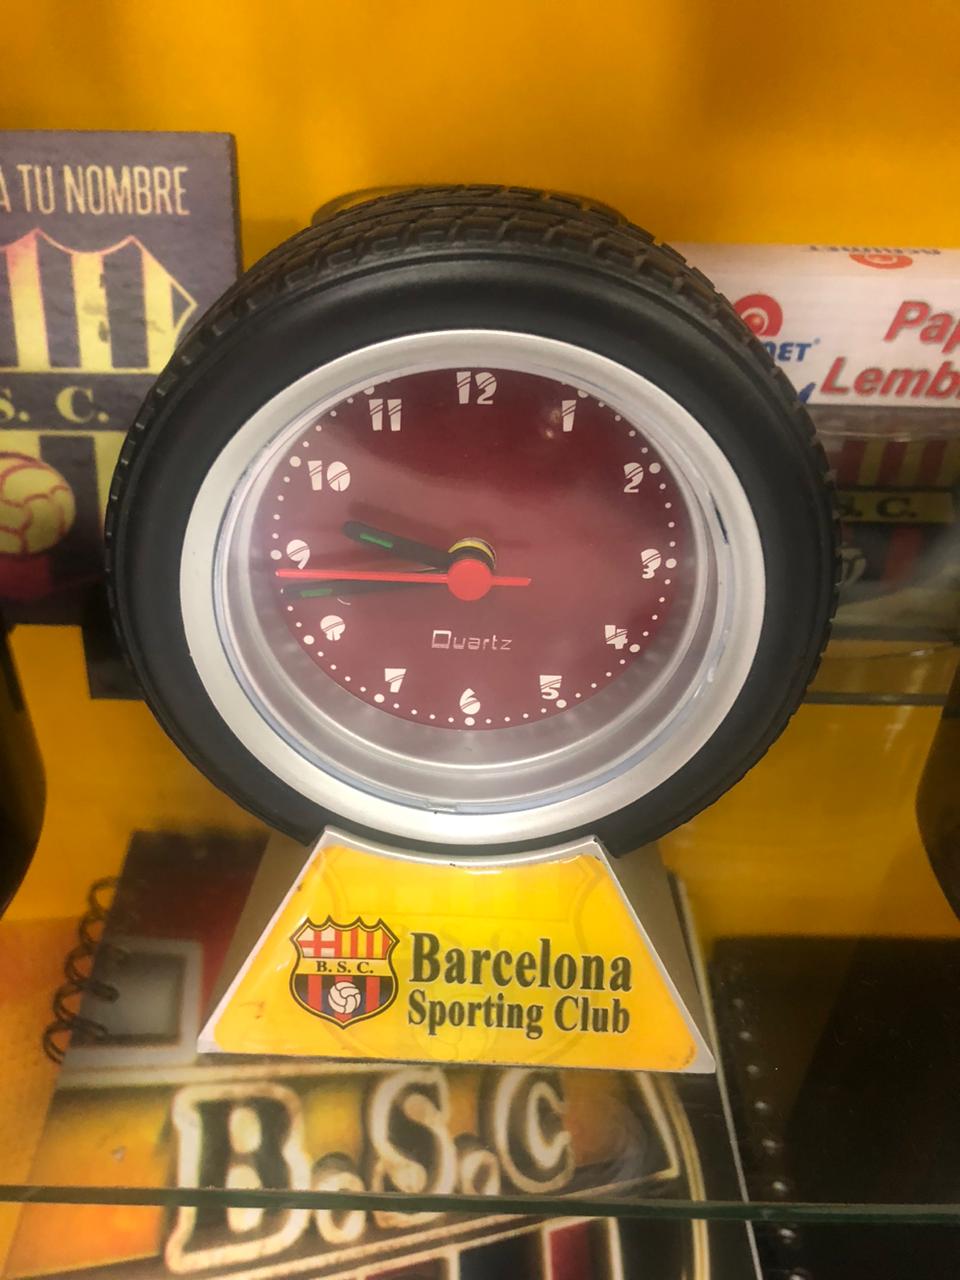 A TU NOMBRE
S. C.
Pap
Lemb
12
11
1
10
2
9
3
8
4
Quartz
7
5
6
B. S. C.
Barcelona
Sporting Club
B.S.C